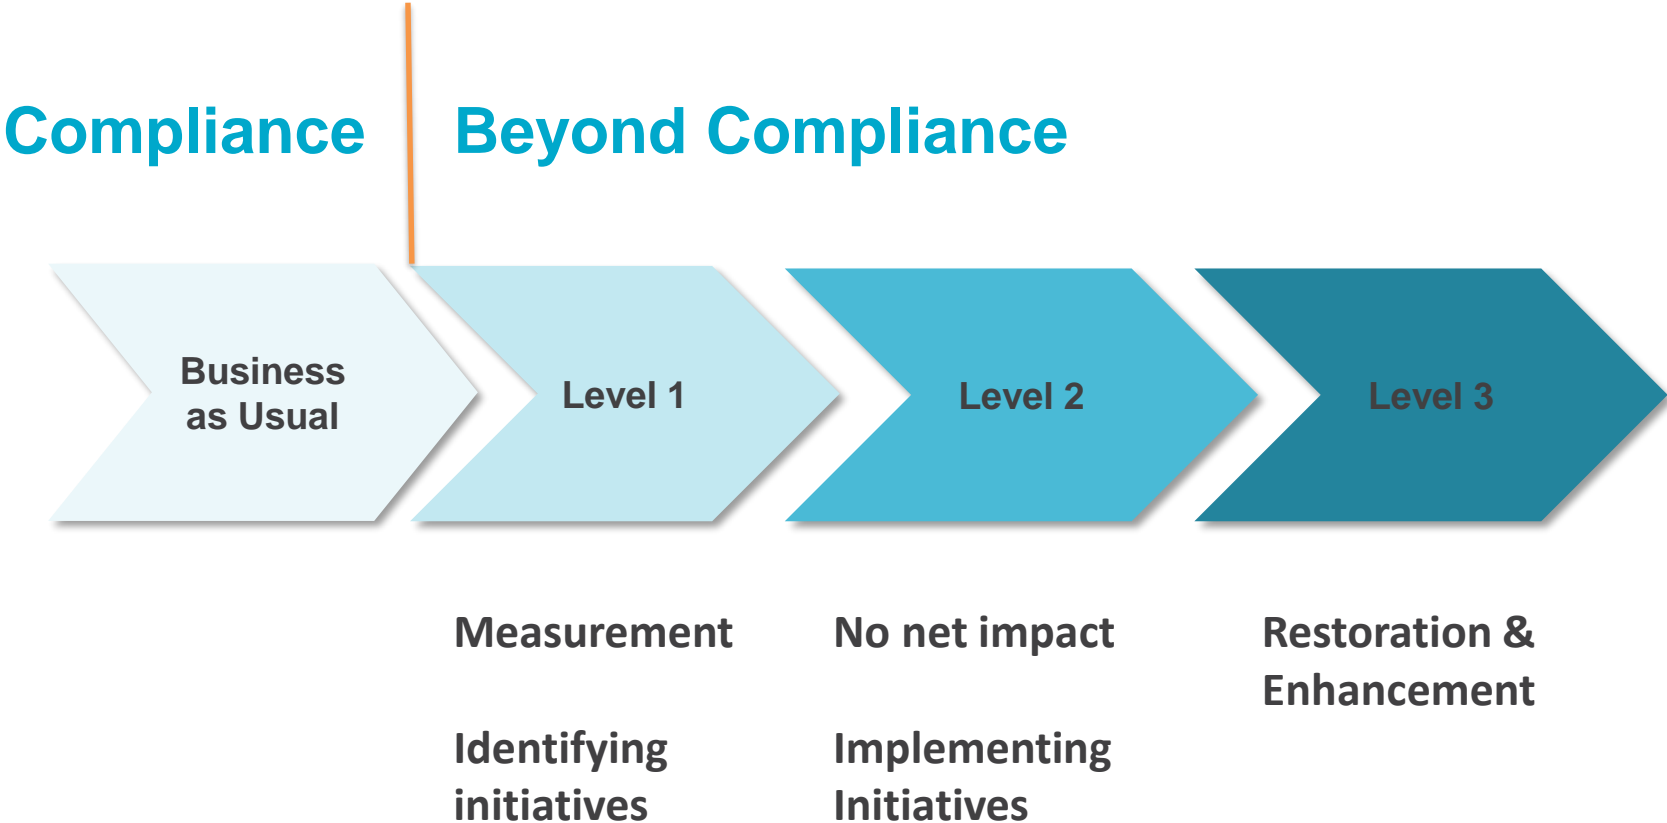 Compliance
Beyond Compliance
Business
as Usual
Level 1
Level 2
Level 3
Measurement
Identifying
initiatives
No net impact
Implementing
Initiatives
Restoration &
Enhancement